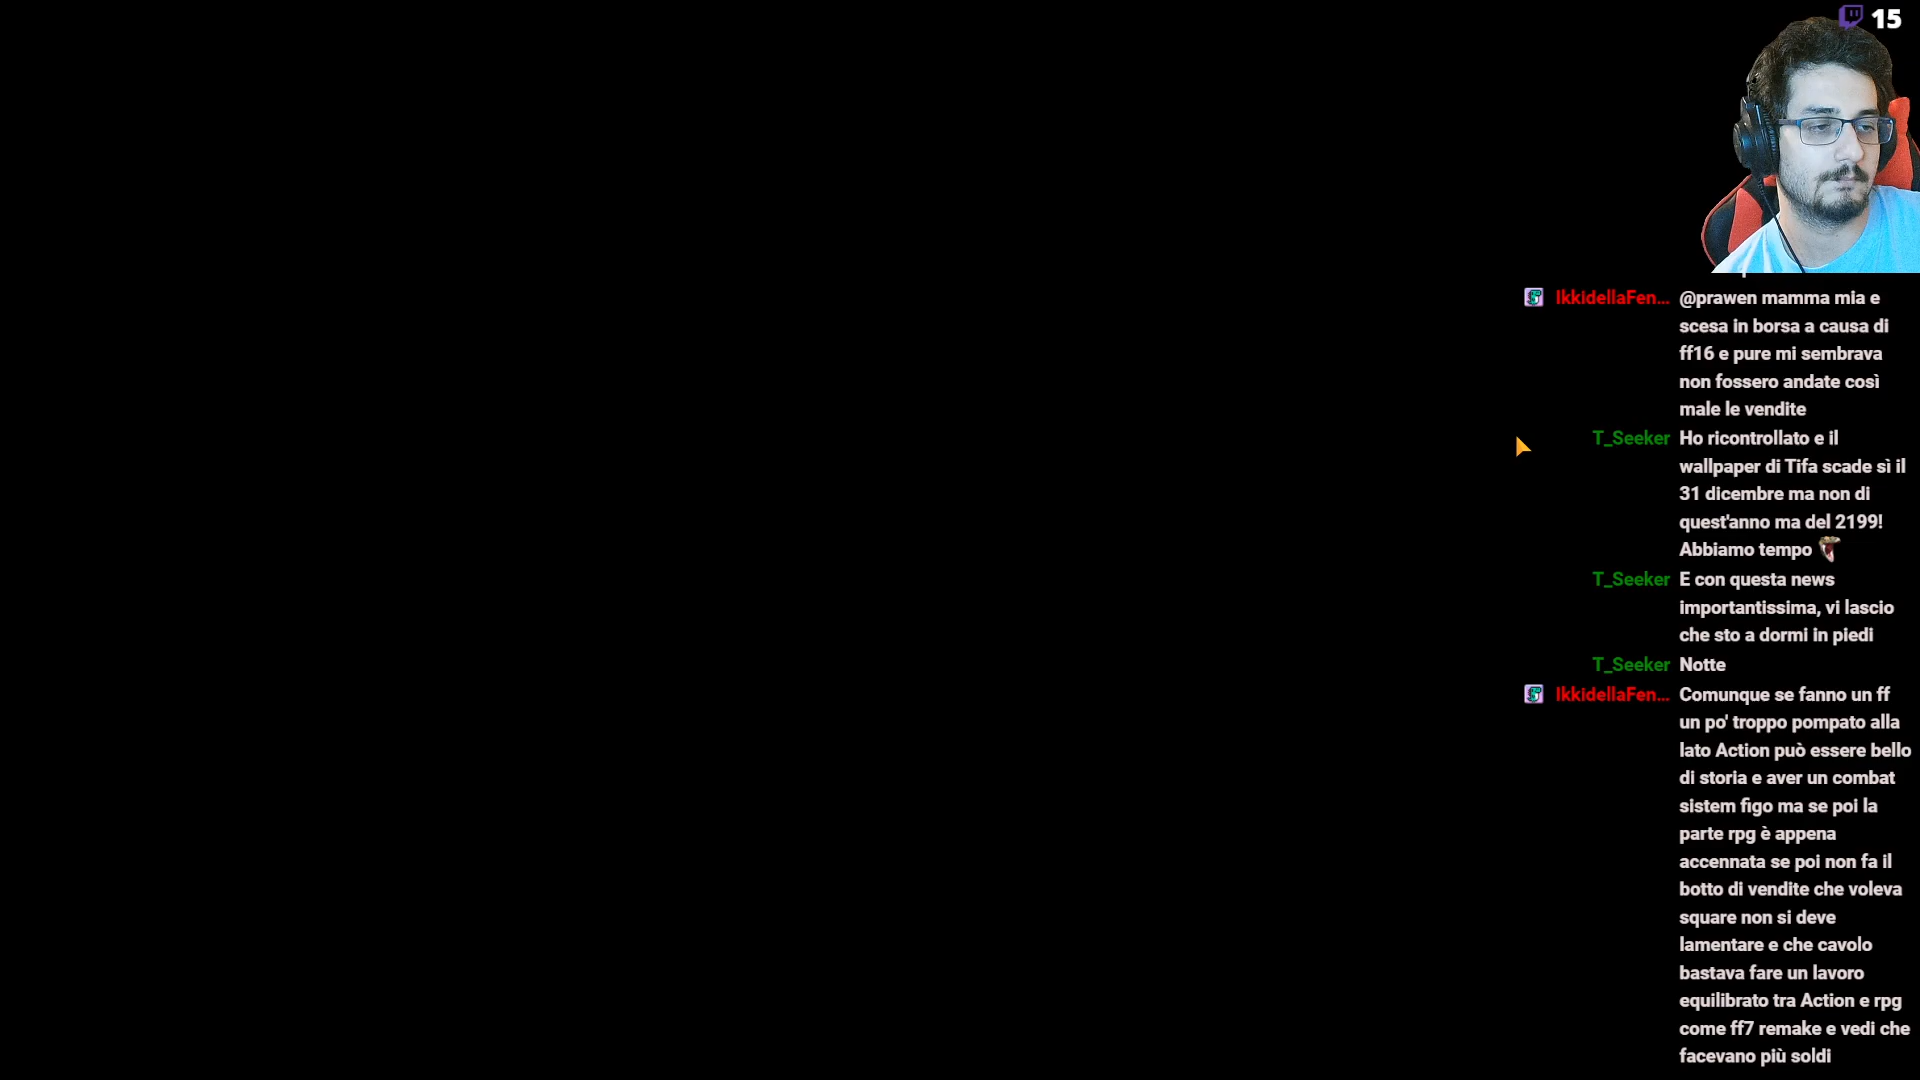 15
IkkidellaFen... @prawen mamma mia e
scesa in borsa a causa di
ff16 e pure mi sembrava
non fossero andate così
male le vendite
T_Seeker Ho ricontrollato e il
wallpaper di Tifa scade sì il
31 dicembre ma non di
quest'anno ma del 2199!
Abbiamo tempo
T_Seeker E con questa news
importantissima, vi lascio
che sto a dormi in piedi
T_Seeker Notte
IkkidellaFen... Comunque se fanno un ff
un po' troppo pompato alla
lato Action può essere bello
di storia e aver un combat
sistem figo ma se poi la
parte rpg è appena
accennata se poi non fa il
botto di vendite che voleva
square non si deve
lamentare e che cavolo
bastava fare un lavoro
equilibrato tra Action e rpg
come ff7 remake e vedi che
facevano più soldi